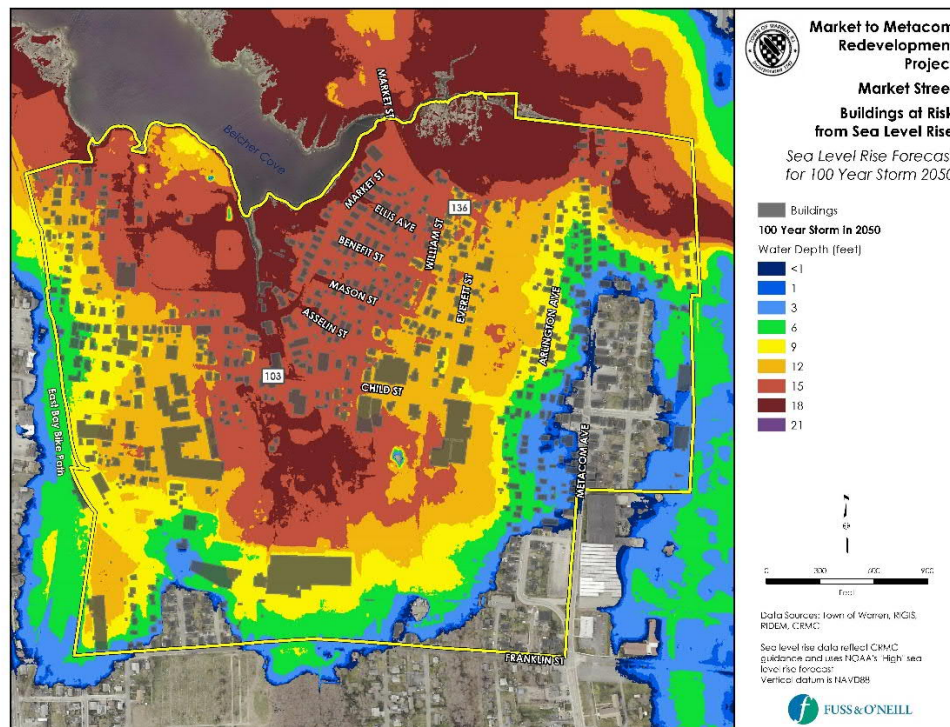 Market to Metacom
Redevelopment
Project
Market Street
Buildings at Risk
from Sea Level Rise
Sea Level Rise Forecast
for 100 Year Storm 2050
Buildings
100 Year Storm in 2050
Water Depth (feet)
<1
1
3
6
9
12
15
18
21
0 300 600 900
Feet
Data Sources: Town of Warren, RIGIS,
RIDEM, CRMC
Sea level rise data reflect CRMC
guidance and uses NOAA's 'High' sea
level rise forecast
Vertical datum is NAVD88
FUSS & O'NEILL
MARKET ST
Belcher Cove
MARKET ST
136
ELLIS AVE
WILLIAM ST
BENEFIT ST
MASON ST
EVERETT ST
ASSELIN ST
ARLINGTON AVE
103
CHILD ST
East Bay Bike Path
METACOM AVE
FRANKLIN ST